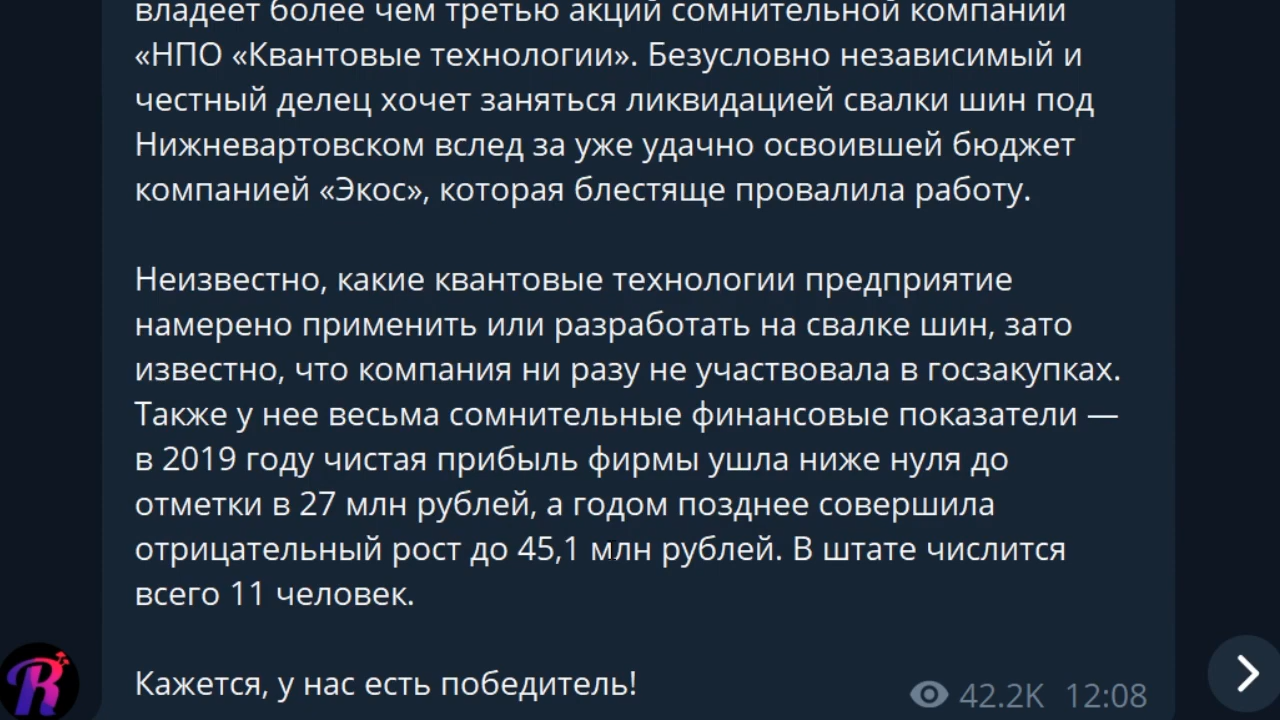 владеет более чем третью акций сомнительной компании
«НПО «Квантовые технологии». Безусловно независимый и
честный делец хочет заняться ликвидацией свалки шин под
Нижневартовском вслед за уже удачно освоившей бюджет
компанией «Экос», которая блестяще провалила работу.
Неизвестно, какие квантовые технологии предприятие
намерено применить или разработать на свалке шин, зато
известно, что компания ни разу не участвовала в госзакупках.
Также у нее весьма сомнительные финансовые показатели —
в 2019 году чистая прибыль фирмы ушла ниже нуля до
отметки в 27 млн рублей, а годом позднее совершила
отрицательный рост до 45,1 млн рублей. В штате числится
всего 11 человек.
Кажется, у нас есть победитель!
42.2K 12:08
R